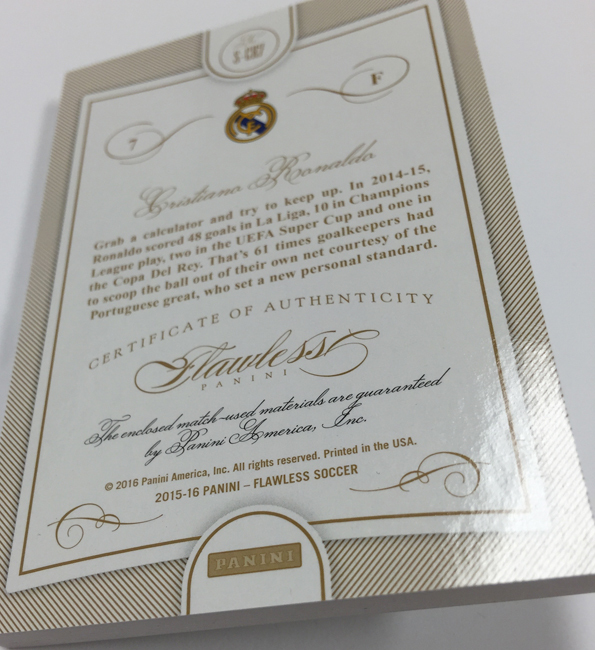 S-CR7
7
F
Cristiano Ronaldo
Grab a calculator and try to keep up. In 2014-15,
Ronaldo scored 48 goals in La Liga, 10 in Champions
League play, two in the UEFA Super Cup and one in
the Copa Del Rey. That's 61 times goalkeepers had
to scoop the ball out of their own net courtesy of the
Portuguese great, who set a new personal standard.
CERTIFICATE OF AUTHENTICITY
Flawless
PANINI
The enclosed match-used materials are guaranteed
by Panini America, Inc.
© 2016 Panini America, Inc. All rights reserved. Printed in the USA.
2015-16 PANINI – FLAWLESS SOCCER
PANINI